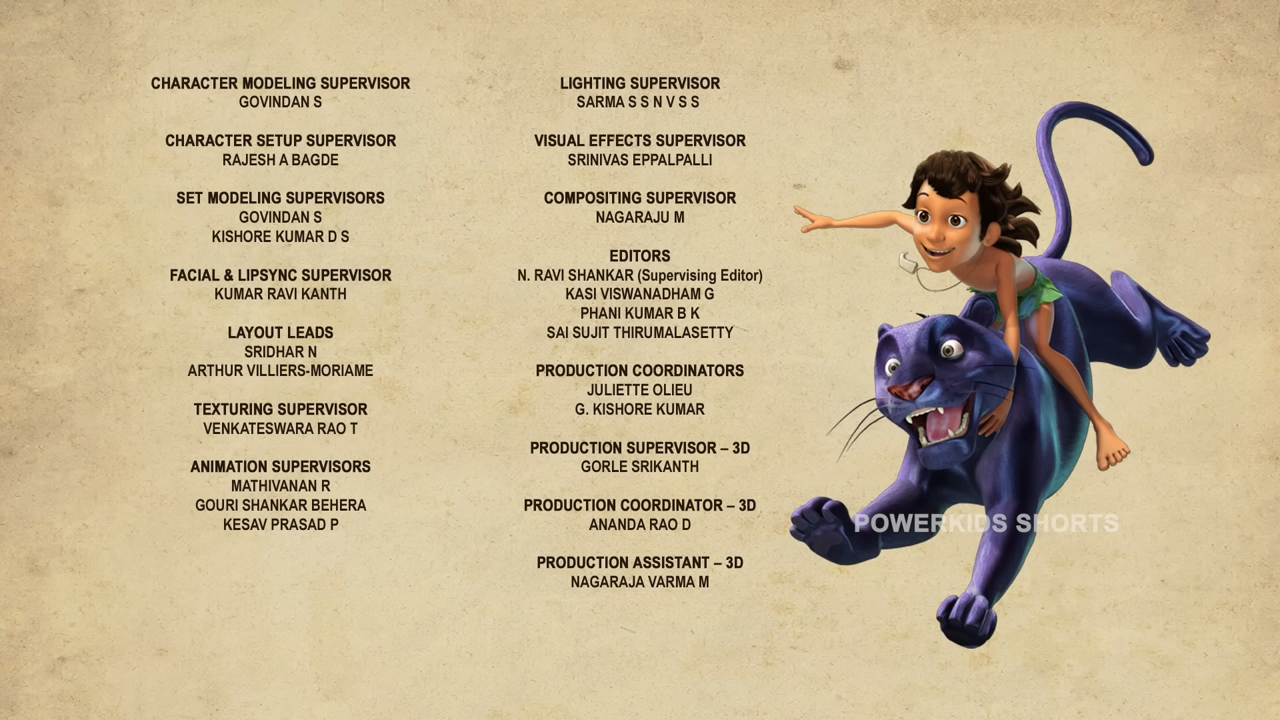 CHARACTER MODELING SUPERVISOR
GOVINDAN S
CHARACTER SETUP SUPERVISOR
RAJESH A BAGDE
SET MODELING SUPERVISORS
GOVINDAN S
KISHORE KUMAR D S
FACIAL & LIPSYNC SUPERVISOR
KUMAR RAVI KANTH
LAYOUT LEADS
SRIDHAR N
ARTHUR VILLIERS-MORIAME
TEXTURING SUPERVISOR
VENKATESWARA RAO T
ANIMATION SUPERVISORS
MATHIVANAN R
GOURI SHANKAR BEHERA
KESAV PRASAD P
LIGHTING SUPERVISOR
SARMA S S N V S S
VISUAL EFFECTS SUPERVISOR
SRINIVAS EPPALPALLI
COMPOSITING SUPERVISOR
NAGARAJU M
EDITORS
N. RAVI SHANKAR (Supervising Editor)
KASI VISWANADHAM G
PHANI KUMAR B K
SAI SUJIT THIRUMALASETTY
PRODUCTION COORDINATORS
JULIETTE OLIEU
G. KISHORE KUMAR
PRODUCTION SUPERVISOR – 3D
GORLE SRIKANTH
PRODUCTION COORDINATOR – 3D
ANANDA RAO D
PRODUCTION ASSISTANT – 3D
NAGARAJA VARMA M
POWERKIDS SHORTS